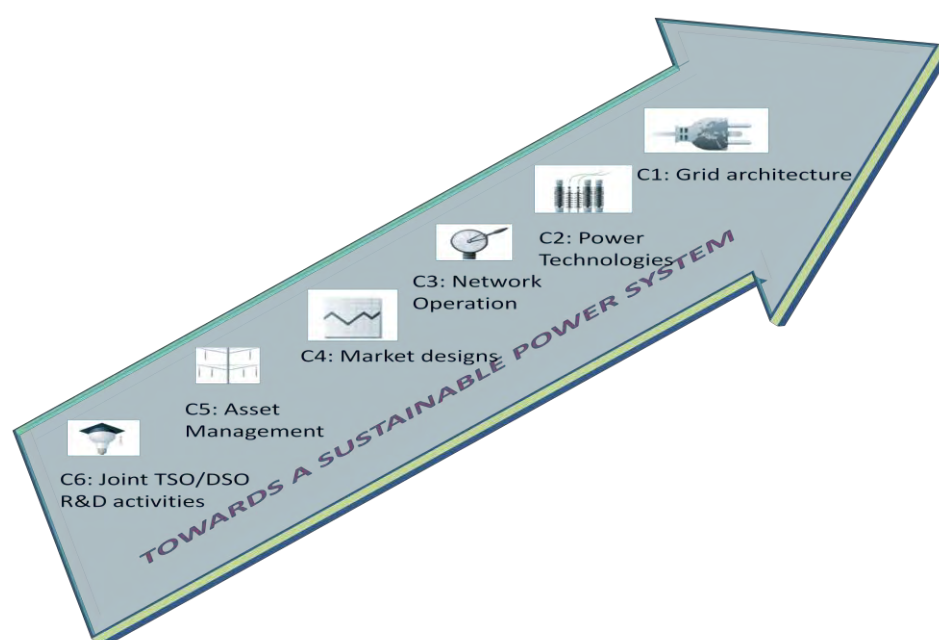 C1: Grid architecture
C2: Power
Technologies
C3: Network
Operation
C4: Market designs
C5: Asset
Management
C6: Joint TSO/DSO
R&D activities
TOWARDS A SUSTAINABLE POWER SYSTEM